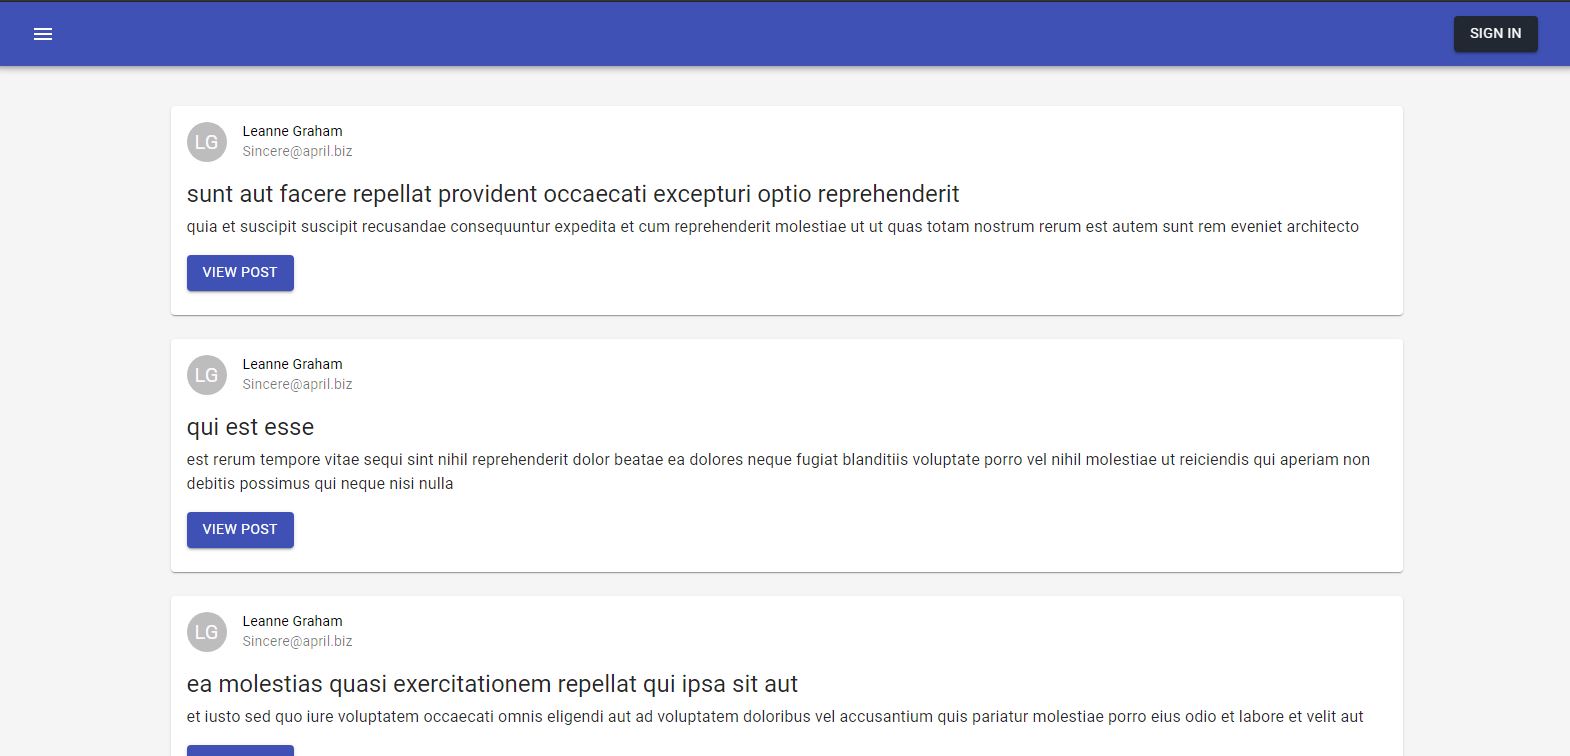 SIGN IN
LG
Leanne Graham
Sincere@april.biz
sunt aut facere repellat provident occaecati excepturi optio reprehenderit
quia et suscipit suscipit recusandae consequuntur expedita et cum reprehenderit molestiae ut ut quas totam nostrum rerum est autem sunt rem eveniet architecto
VIEW POST
LG
Leanne Graham
Sincere@april.biz
qui est esse
est rerum tempore vitae sequi sint nihil reprehenderit dolor beatae ea dolores neque fugiat blanditiis voluptate porro vel nihil molestiae ut reiciendis qui aperiam non
debitis possimus qui neque nisi nulla
VIEW POST
LG
Leanne Graham
Sincere@april.biz
ea molestias quasi exercitationem repellat qui ipsa sit aut
et iusto sed quo iure voluptatem occaecati omnis eligendi aut ad voluptatem doloribus vel accusantium quis pariatur molestiae porro eius odio et labore et velit aut